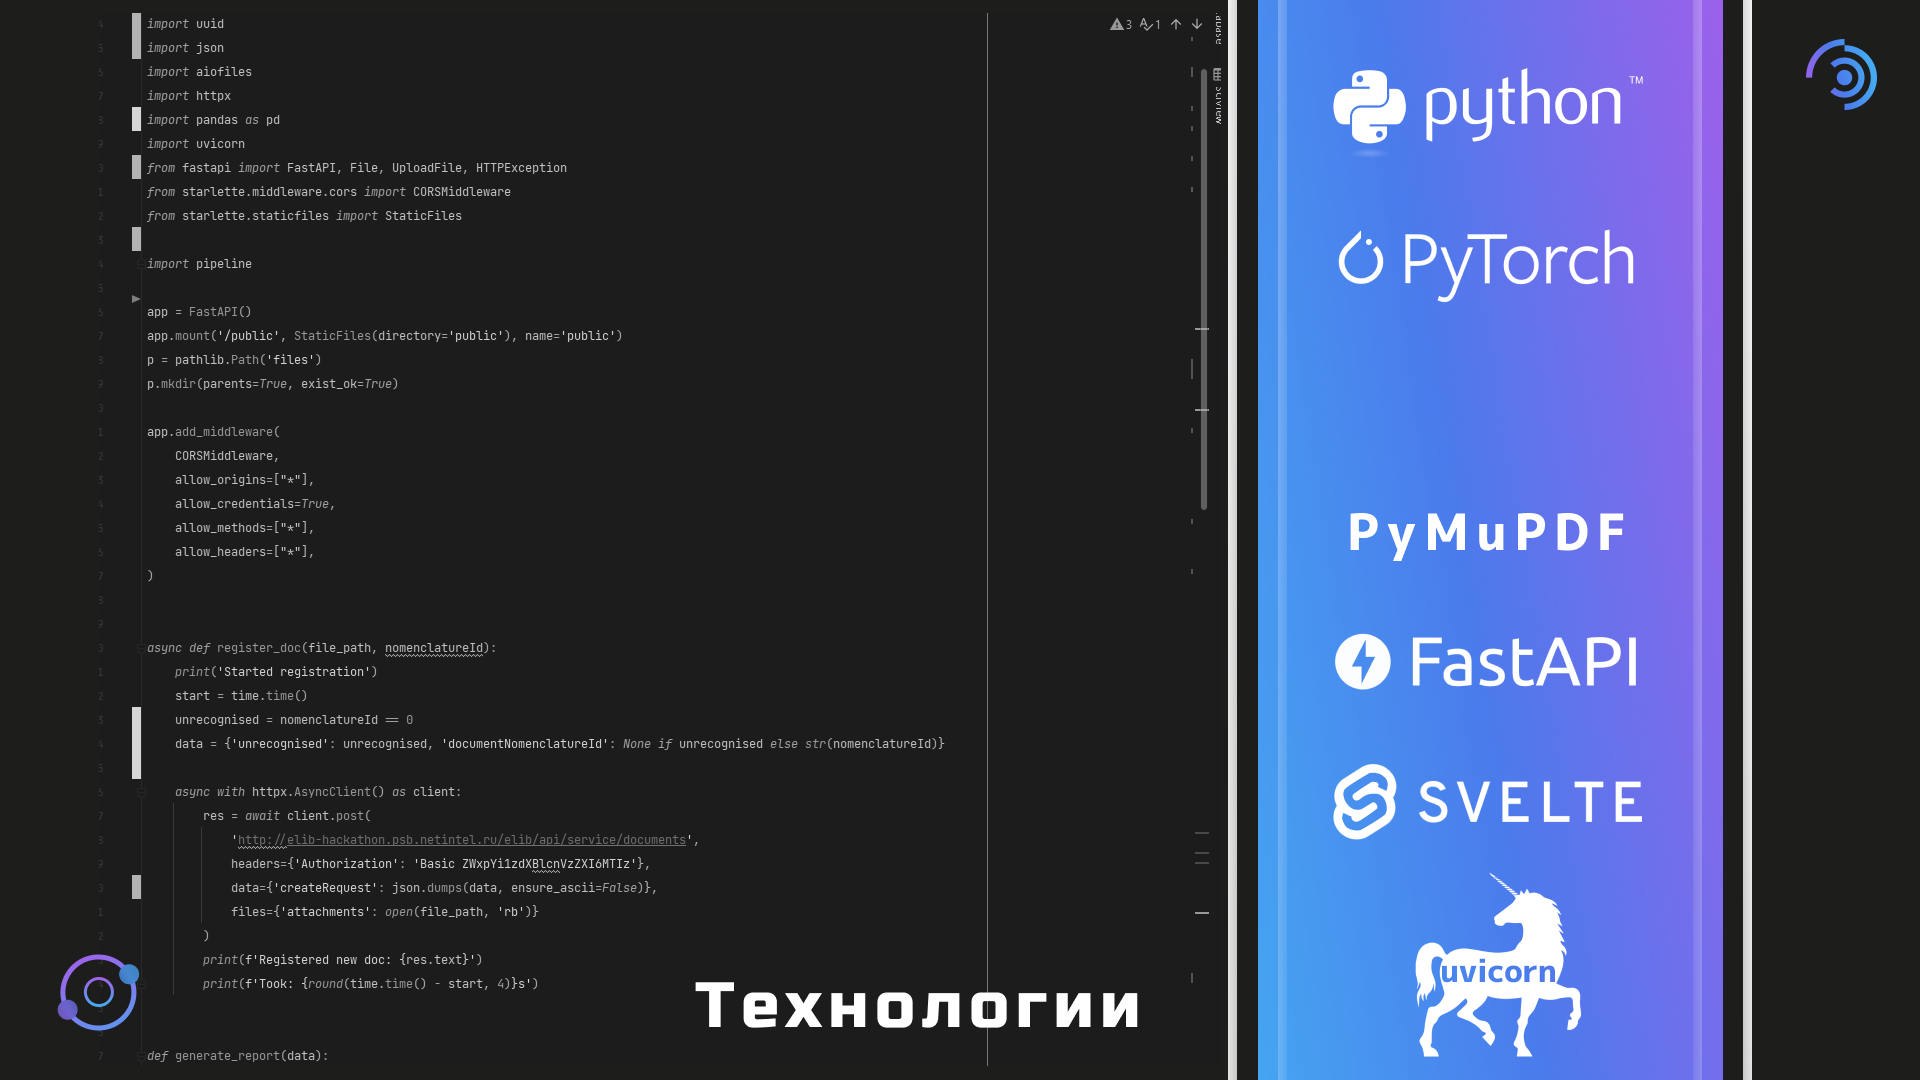 import uuid
import json
import aiofiles
import httpx
import pandas as pd
import uvicorn
from fastapi import FastAPI, File, UploadFile, HTTPException
from starlette.middleware.cors import CORSMiddleware
from starlette.staticfiles import StaticFiles
import pipeline
app = FastAPI()
app.mount('/public', StaticFiles(directory='public'), name='public')
p = pathlib.Path('files')
p.mkdir(parents=True, exist_ok=True)
app.add_middleware(
CORSMiddleware,
allow_origins=["*"],
allow_credentials=True,
allow_methods=["*"],
allow_headers=["*"],
)
async def register_doc(file_path, nomenclatureId):
print('Started registration')
start = time.time()
unrecognised = nomenclatureId == 0
data = {'unrecognised': unrecognised, 'documentNomenclatureId': None if unrecognised else str(nomenclatureId)}
async with httpx.AsyncClient() as client:
res = await client.post(
'http://elib-hackathon.psb.netintel.ru/elib/api/service/documents',
headers={'Authorization': 'Basic ZWxpYi1zdXBlcnVzZXI6MTIz'},
data={'createRequest': json.dumps(data, ensure_ascii=False)},
files={'attachments': open(file_path, 'rb')}
)
print(f'Registered new doc: {res.text}')
print(f'Took: {round(time.time() - start, 4)}s')
def generate_report(data):
3
1
SciView
Технологии
python
TM
PyTorch
PyMuPDF
FastAPI
SVELTE
uvicorn